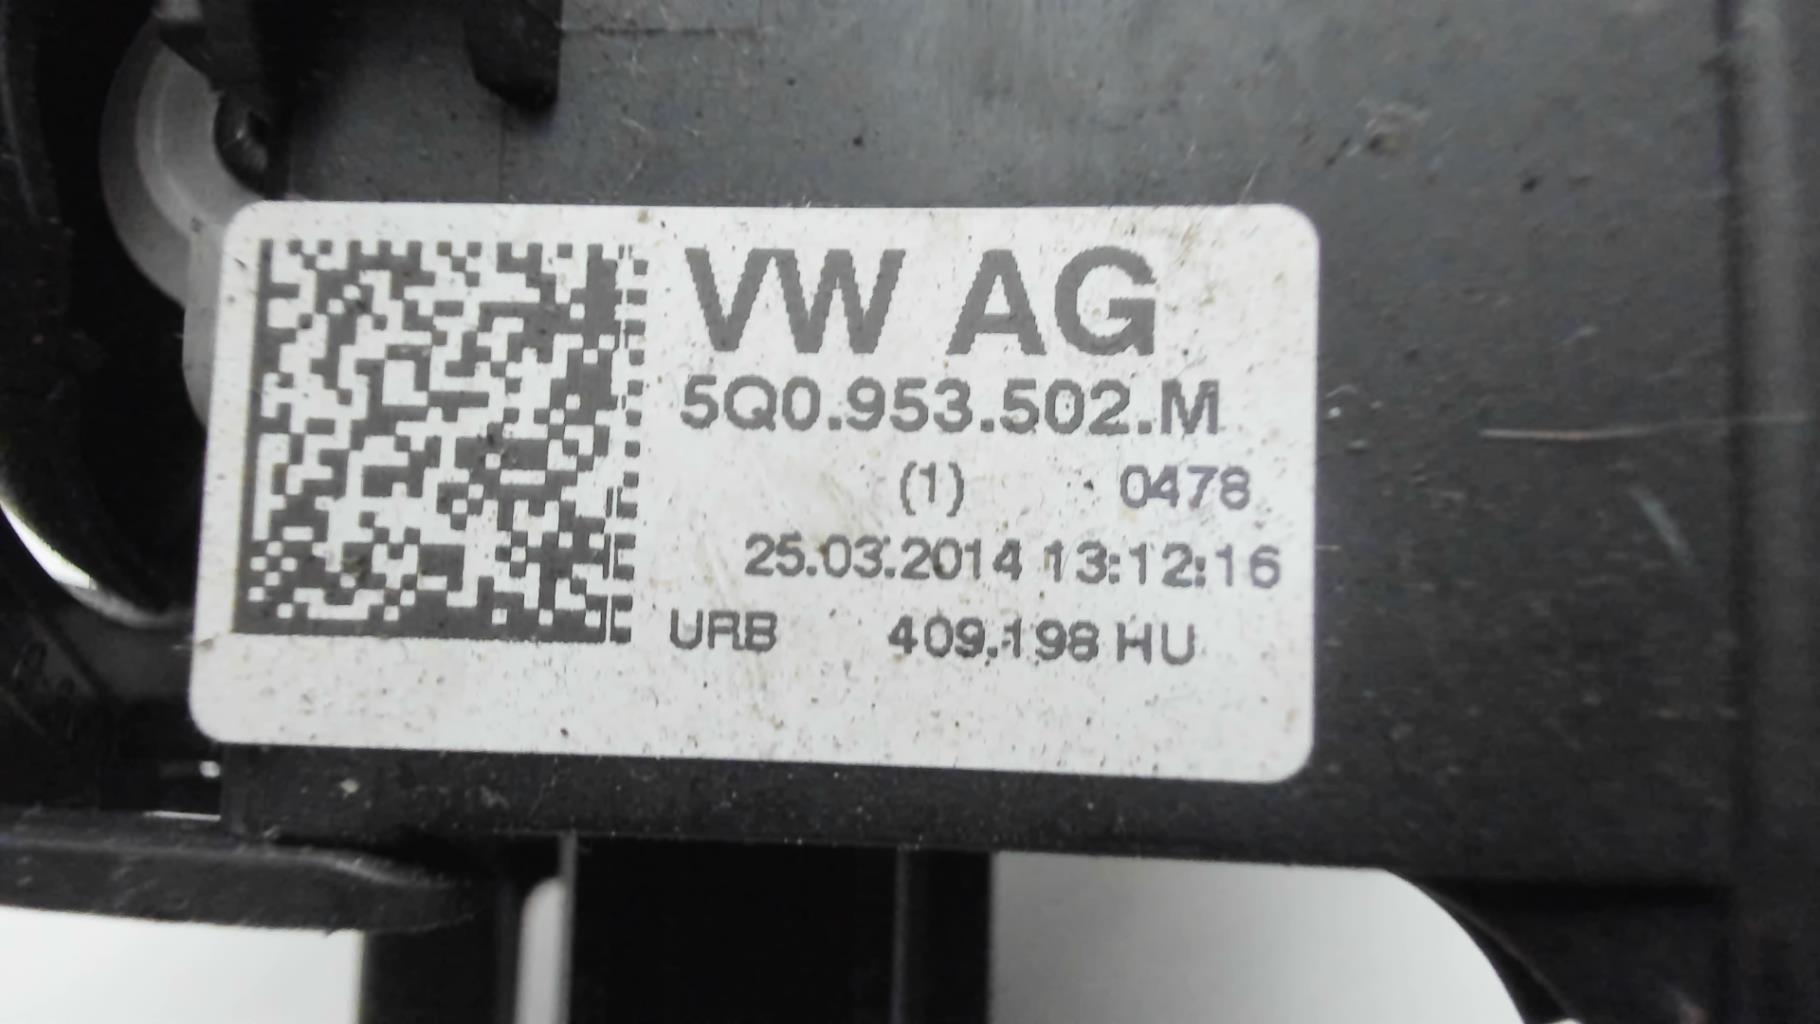 VW AG
5Q0.953.502.M
(1) 0478
25.03.2014 13:12:16
URB 409.198 HU